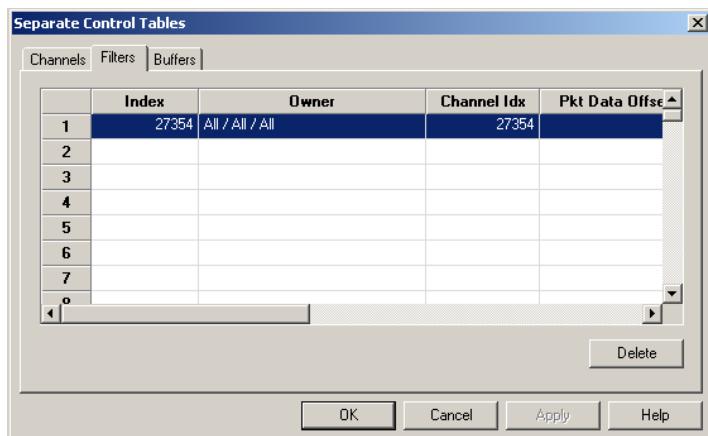 Separate Control Tables
Channels Filters Buffers
Index Owner Channel Idx Pkt Data Offse
1 27354 All / All / All 27354
2
3
4
5
6
7
8
Delete
OK Cancel Apply Help